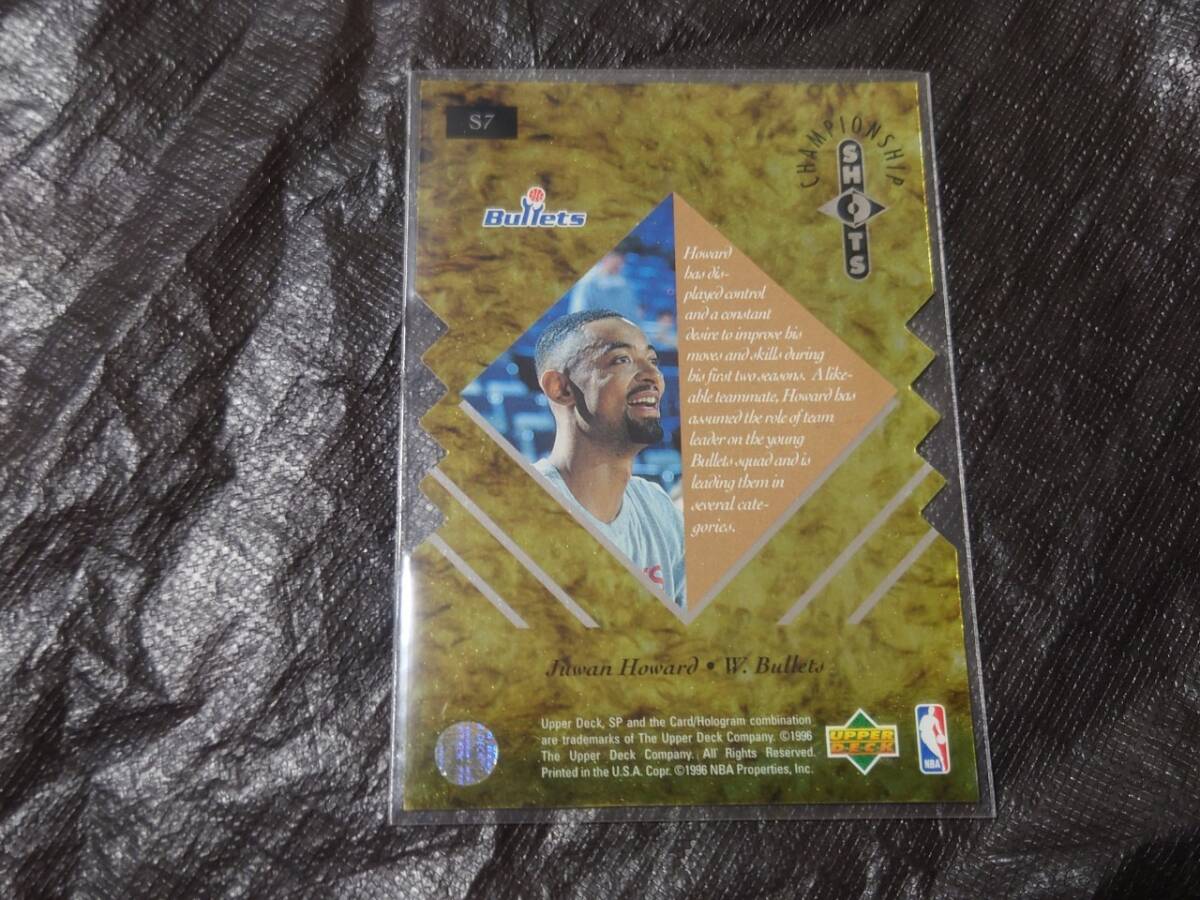 S7
CHAMPIONSHIP
SHOTS
Bullets
Howard
has dis-
played control
and a constant
desire to improve his
moves and skills during
his first two seasons. A like-
able teammate, Howard has
assumed the role of team
leader on the young
Bullets squad and is
leading them in
several cate-
gories.
Juwan Howard • W. Bullets
Upper Deck, SP and the Card/Hologram combination
are trademarks of The Upper Deck Company. ©1996
The Upper Deck Company. All Rights Reserved.
Printed in the U.S.A. Copr. ©1996 NBA Properties, Inc.
UPPER
DECK
NBA